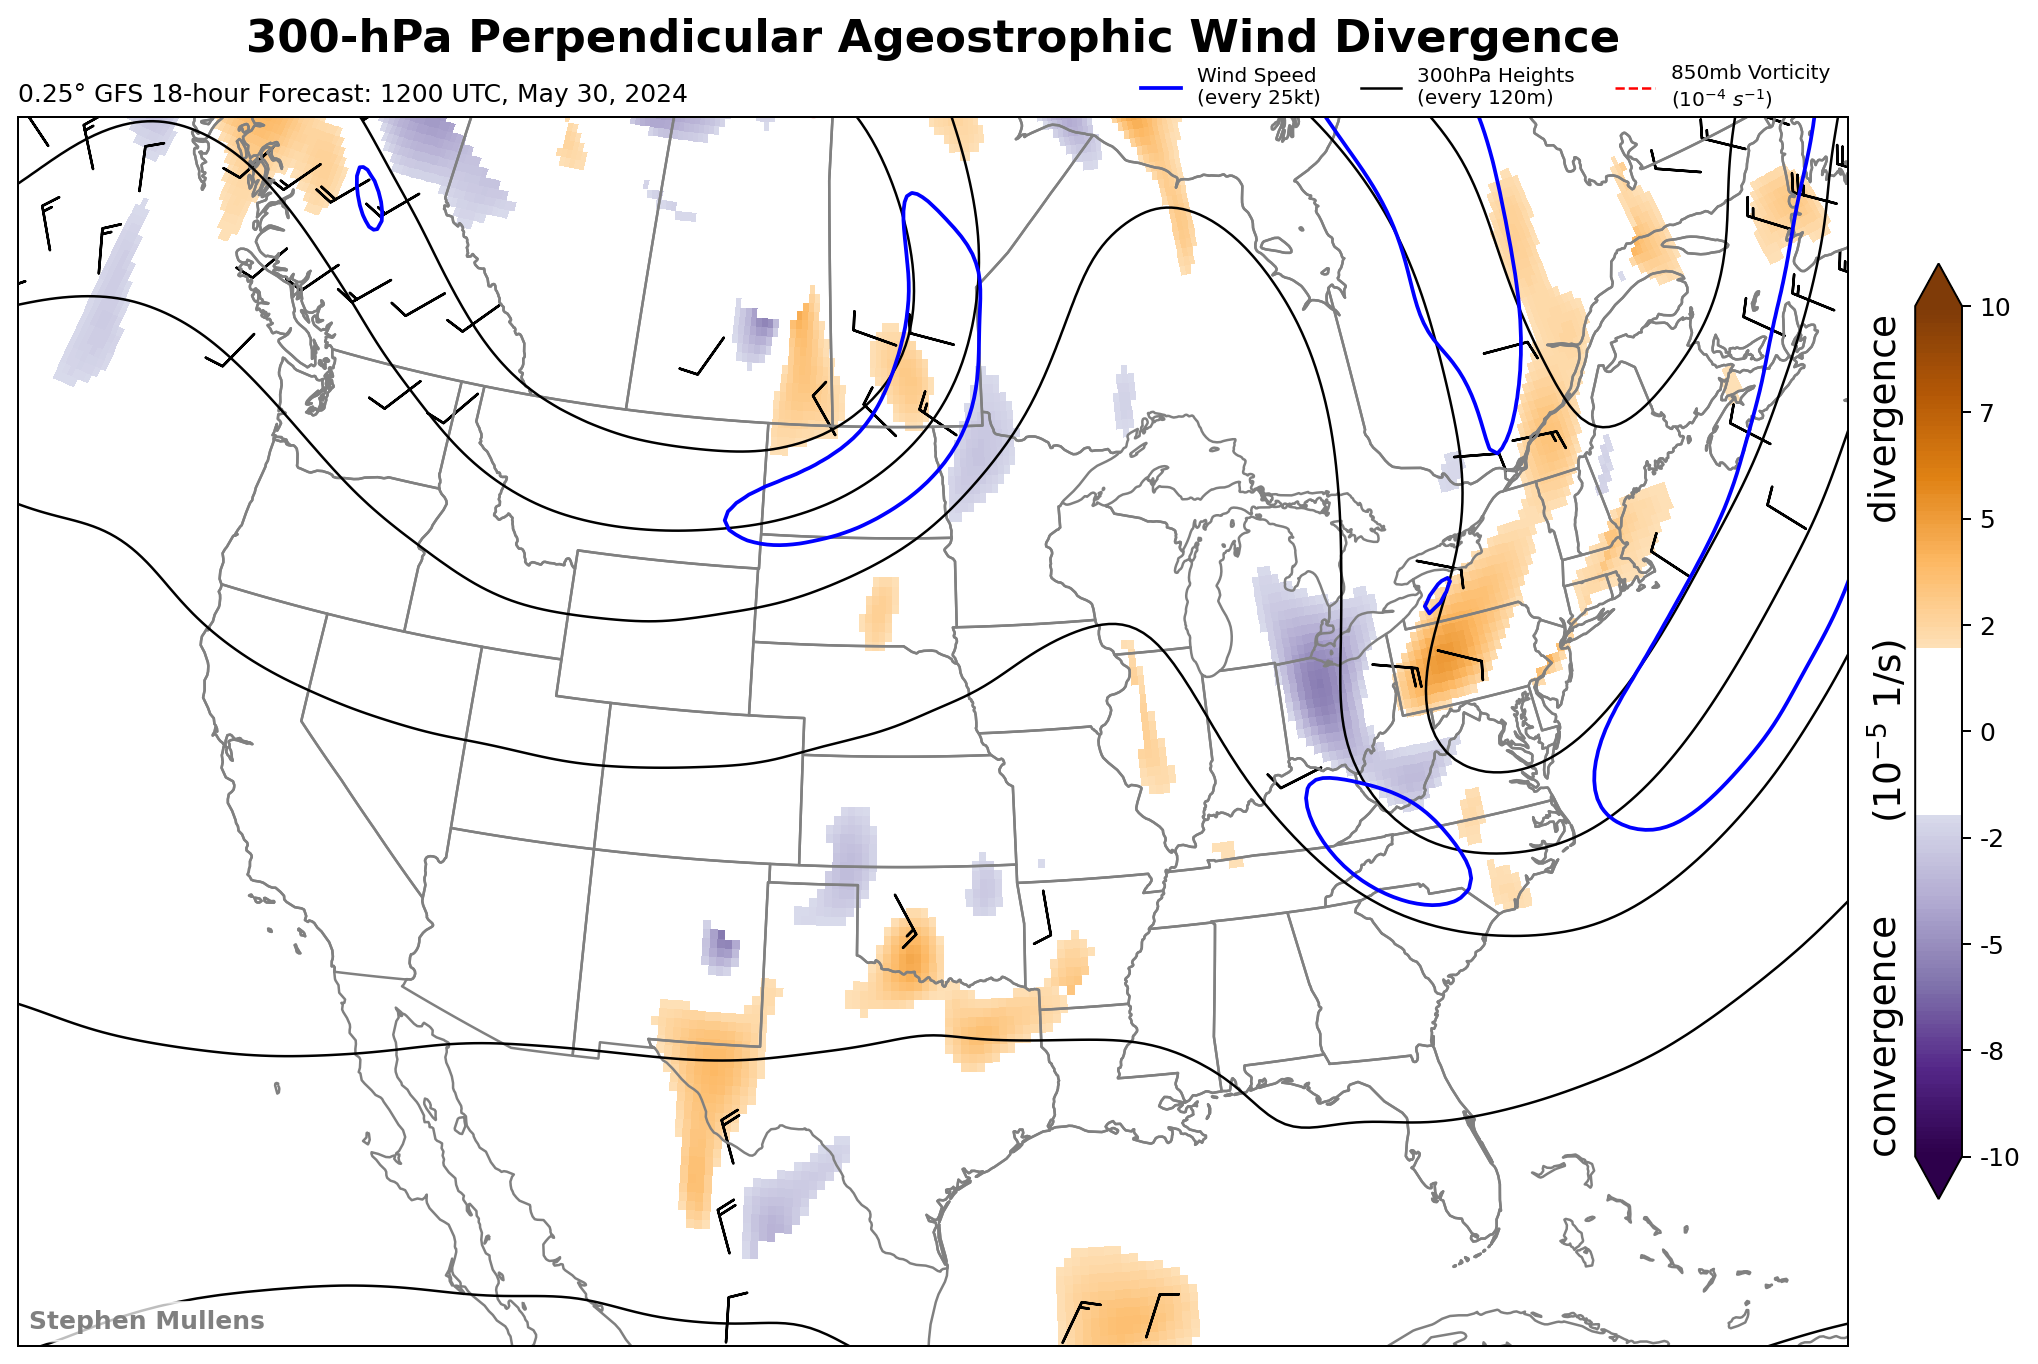 300-hPa Perpendicular Ageostrophic Wind Divergence
0.25° GFS 18-hour Forecast: 1200 UTC, May 30, 2024
Wind Speed
(every 25kt)
300hPa Heights
(every 120m)
850mb Vorticity
(10⁻⁴ s⁻¹)
10
7
5
2
0
-2
-5
-8
-10
convergence (10⁻⁵ 1/s) divergence
Stephen Mullens